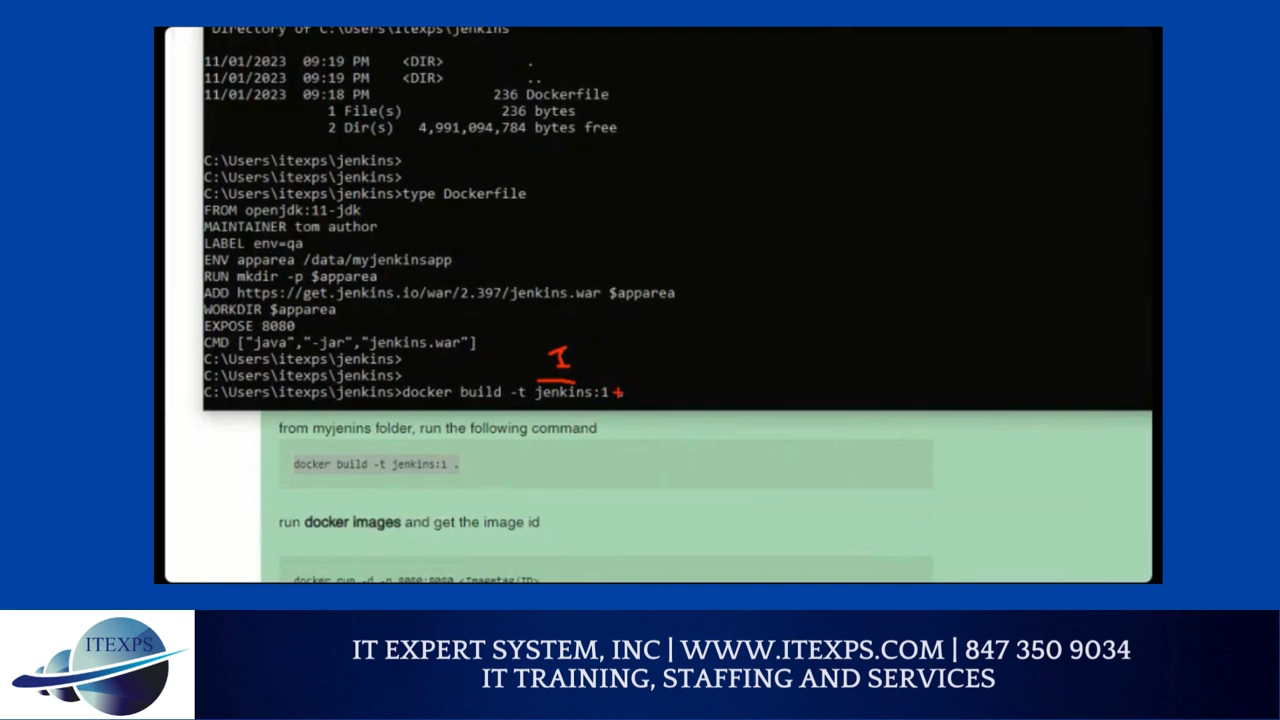 Directory of C:\Users\itexps\jenkins
11/01/2023 09:19 PM <DIR> .
11/01/2023 09:19 PM <DIR> ..
11/01/2023 09:18 PM 236 Dockerfile
1 File(s) 236 bytes
2 Dir(s) 4,991,094,784 bytes free
C:\Users\itexps\jenkins>
C:\Users\itexps\jenkins>
C:\Users\itexps\jenkins>type Dockerfile
FROM openjdk:11-jdk
MAINTAINER tom author
LABEL env=qa
ENV apparea /data/myjenkinsapp
RUN mkdir -p $apparea
ADD https://get.jenkins.io/war/2.397/jenkins.war $apparea
WORKDIR $apparea
EXPOSE 8080
CMD ["java","-jar","jenkins.war"]
C:\Users\itexps\jenkins>
1
C:\Users\itexps\jenkins>
C:\Users\itexps\jenkins>docker build -t jenkins:1
from myjenins folder, run the following command
docker build -t jenkins:1 .
run docker images and get the image id
docker run -d -p 8080:8080 <Imagetag/ID>
ITEXPS
IT EXPERT SYSTEM, INC | WWW.ITEXPS.COM | 847 350 9034
IT TRAINING, STAFFING AND SERVICES